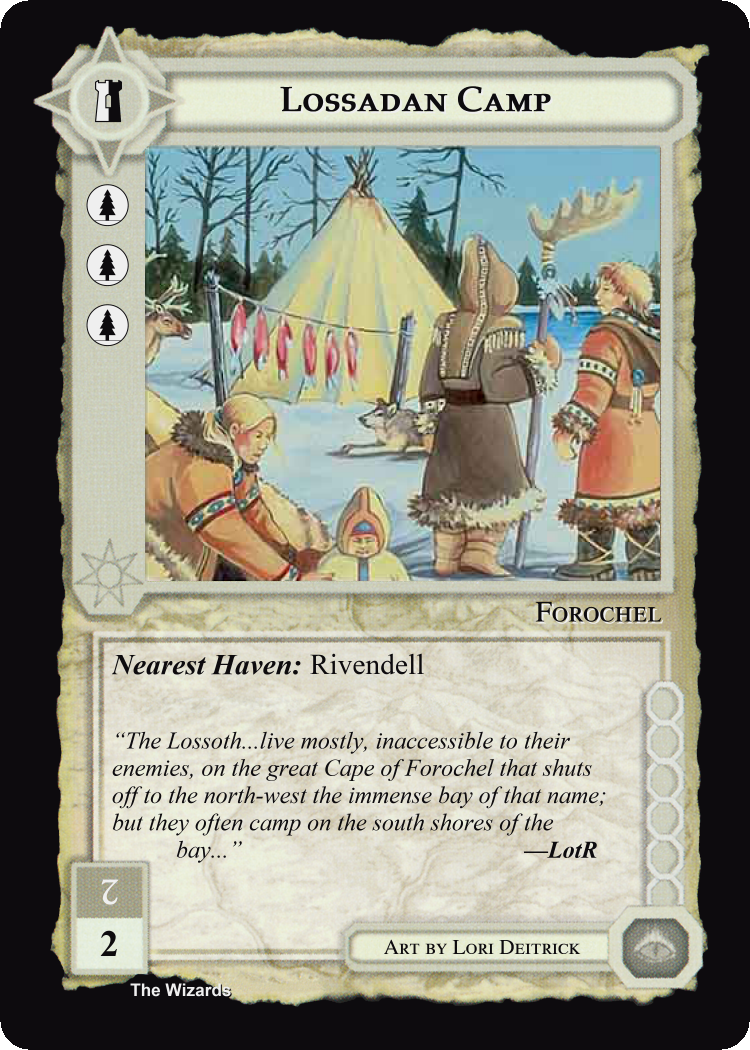 Lossadan Camp
Forochel
Nearest Haven: Rivendell
“The Lossoth...live mostly, inaccessible to their
enemies, on the great Cape of Forochel that shuts
off to the north-west the immense bay of that name;
but they often camp on the south shores of the
bay...” —LotR
2
2
Art by Lori Deitrick
The Wizards